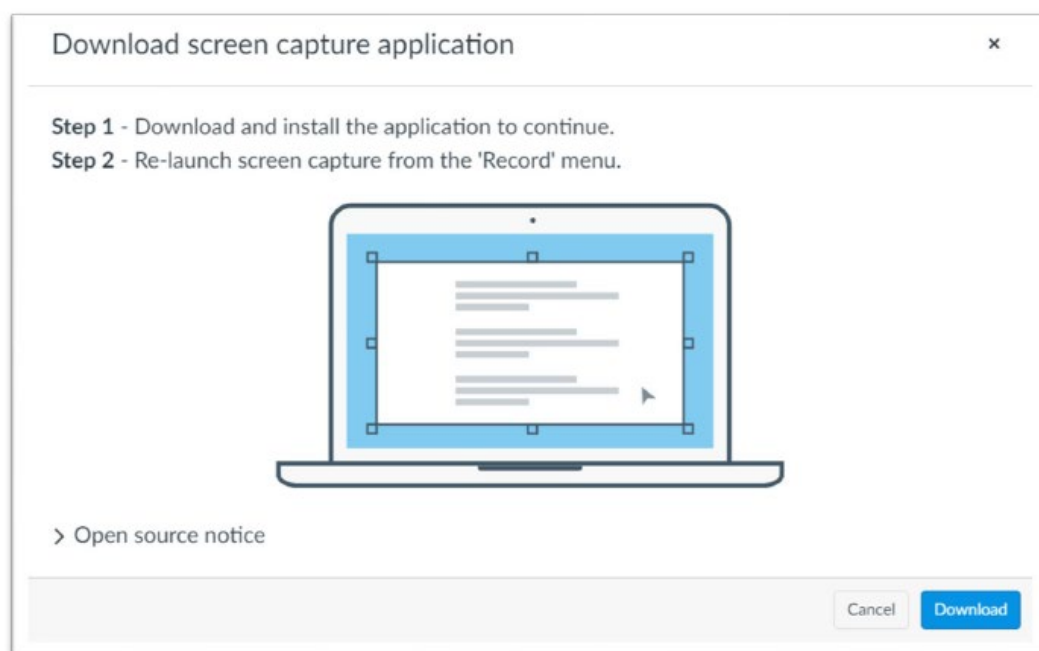 Download screen capture application
×
Step 1 - Download and install the application to continue.
Step 2 - Re-launch screen capture from the 'Record' menu.
Open source notice
Cancel
Download